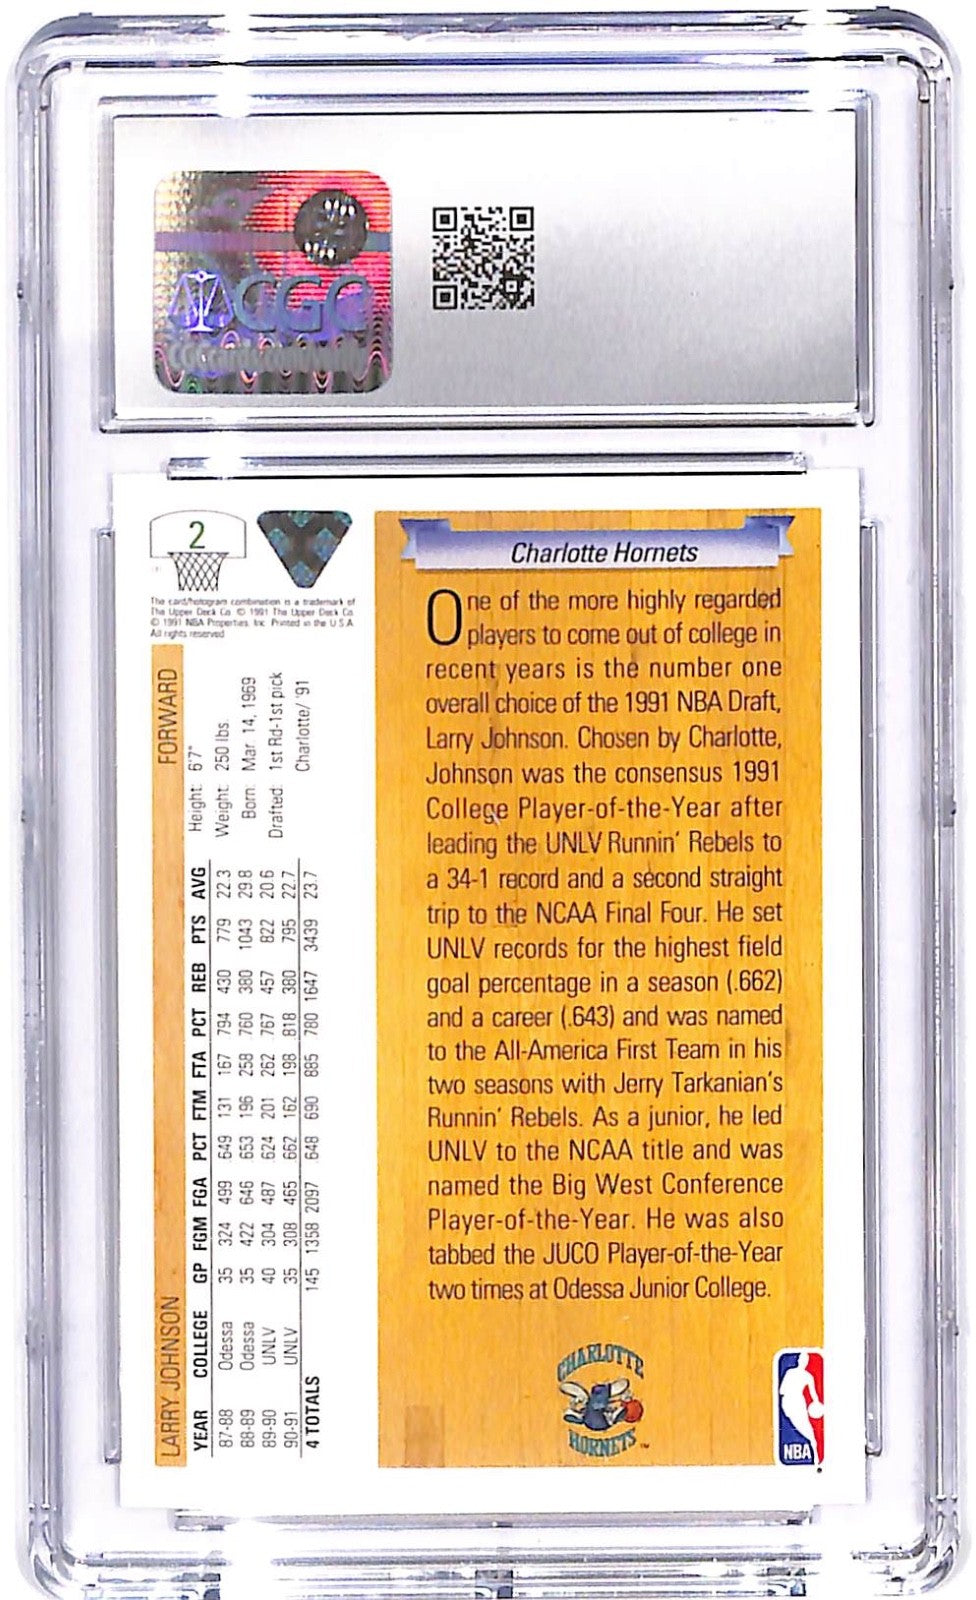 CGC
2
The card/hologram combination is a trademark of
The Upper Deck Co. © 1991 The Upper Deck Co.
© 1991 NBA Properties, Inc. Printed in the U.S.A.
All rights reserved
LARRY JOHNSON FORWARD
Height: 6'7"
Weight: 250 lbs.
Born: Mar 14, 1969
Drafted: 1st Rd-1st pick
Charlotte/ '91
YEAR COLLEGE GP FGM FGA PCT FTM FTA PCT REB PTS AVG
87-88 Odessa 35 324 499 .649 131 167 .794 430 779 22.3
88-89 Odessa 35 422 646 .653 196 258 .760 380 1043 29.8
89-90 UNLV 40 304 487 .624 201 262 .767 457 822 20.6
90-91 UNLV 35 308 465 .662 162 198 .818 380 795 22.7
4 TOTALS 145 1358 2097 .648 690 885 .780 1647 3439 23.7
Charlotte Hornets
One of the more highly regarded
players to come out of college in
recent years is the number one
overall choice of the 1991 NBA Draft,
Larry Johnson. Chosen by Charlotte,
Johnson was the consensus 1991
College Player-of-the-Year after
leading the UNLV Runnin' Rebels to
a 34-1 record and a second straight
trip to the NCAA Final Four. He set
UNLV records for the highest field
goal percentage in a season (.662)
and a career (.643) and was named
to the All-America First Team in his
two seasons with Jerry Tarkanian's
Runnin' Rebels. As a junior, he led
UNLV to the NCAA title and was
named the Big West Conference
Player-of-the-Year. He was also
tabbed the JUCO Player-of-the-Year
two times at Odessa Junior College.
CHARLOTTE
HORNETS™
NBA